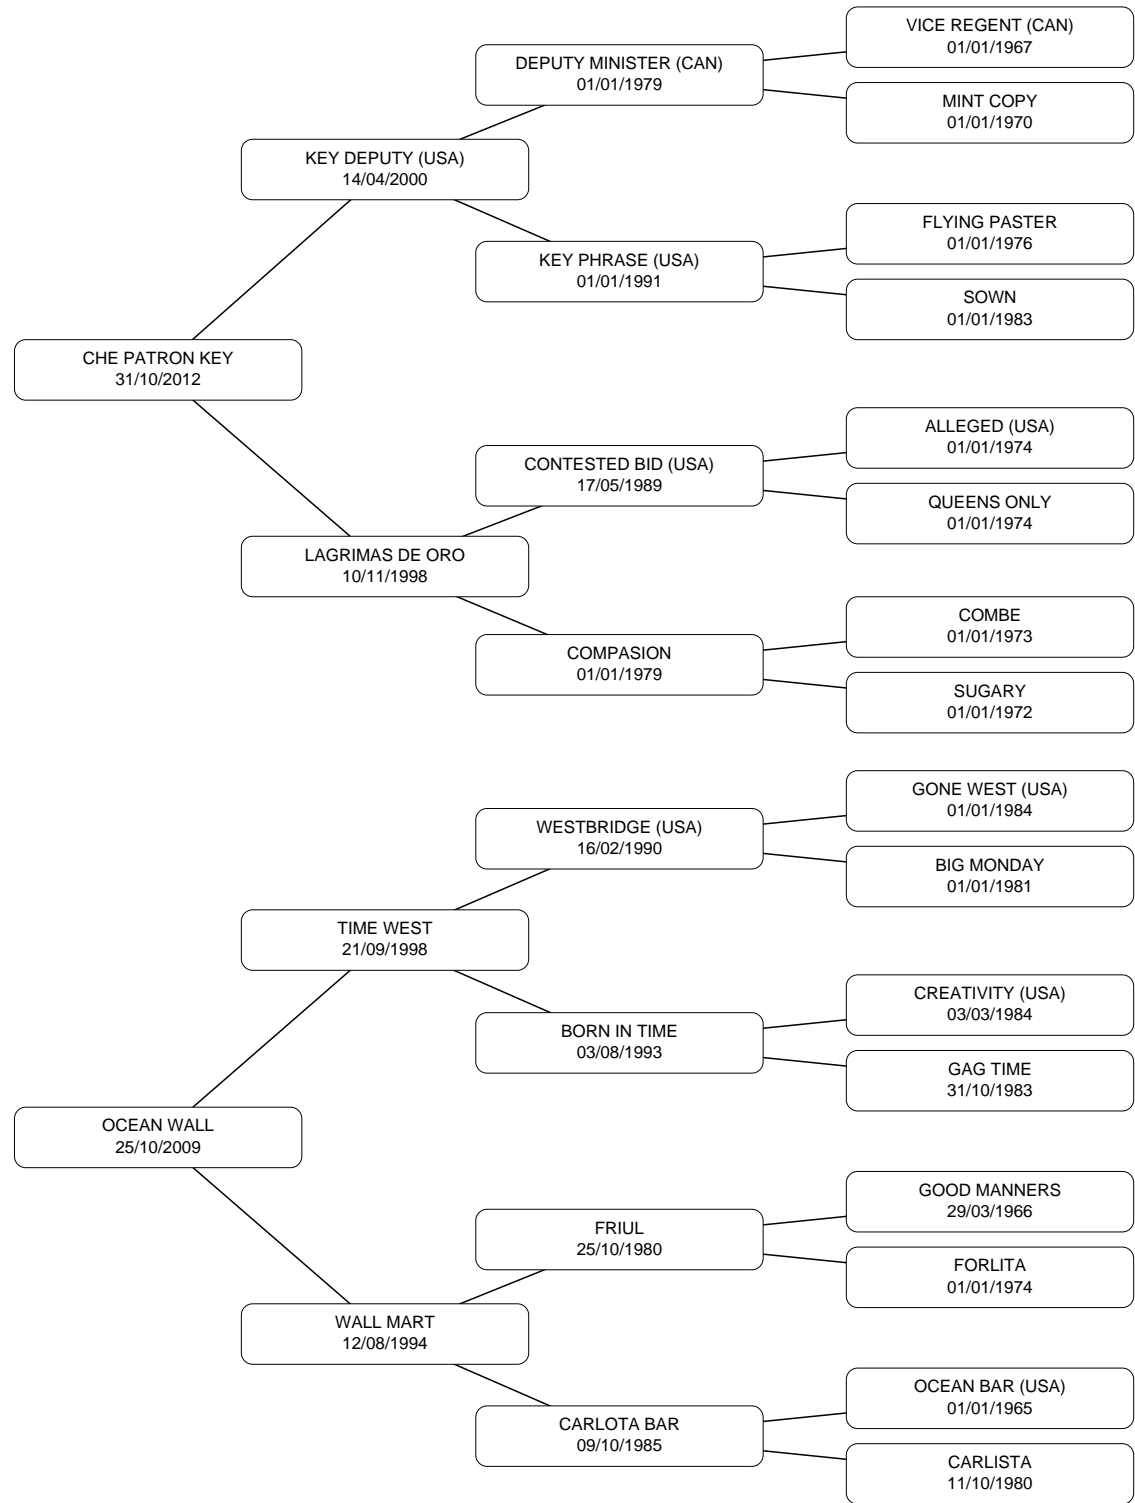 VICE REGENT (CAN)
01/01/1967
DEPUTY MINISTER (CAN)
01/01/1979
MINT COPY
01/01/1970
KEY DEPUTY (USA)
14/04/2000
FLYING PASTER
01/01/1976
KEY PHRASE (USA)
01/01/1991
SOWN
01/01/1983
CHE PATRON KEY
31/10/2012
ALLEGED (USA)
01/01/1974
CONTESTED BID (USA)
17/05/1989
QUEENS ONLY
01/01/1974
LAGRIMAS DE ORO
10/11/1998
COMBE
01/01/1973
COMPASION
01/01/1979
SUGARY
01/01/1972
GONE WEST (USA)
01/01/1984
WESTBRIDGE (USA)
16/02/1990
BIG MONDAY
01/01/1981
TIME WEST
21/09/1998
CREATIVITY (USA)
03/03/1984
BORN IN TIME
03/08/1993
GAG TIME
31/10/1983
OCEAN WALL
25/10/2009
GOOD MANNERS
29/03/1966
FRIUL
25/10/1980
FORLITA
01/01/1974
WALL MART
12/08/1994
OCEAN BAR (USA)
01/01/1965
CARLOTA BAR
09/10/1985
CARLISTA
11/10/1980